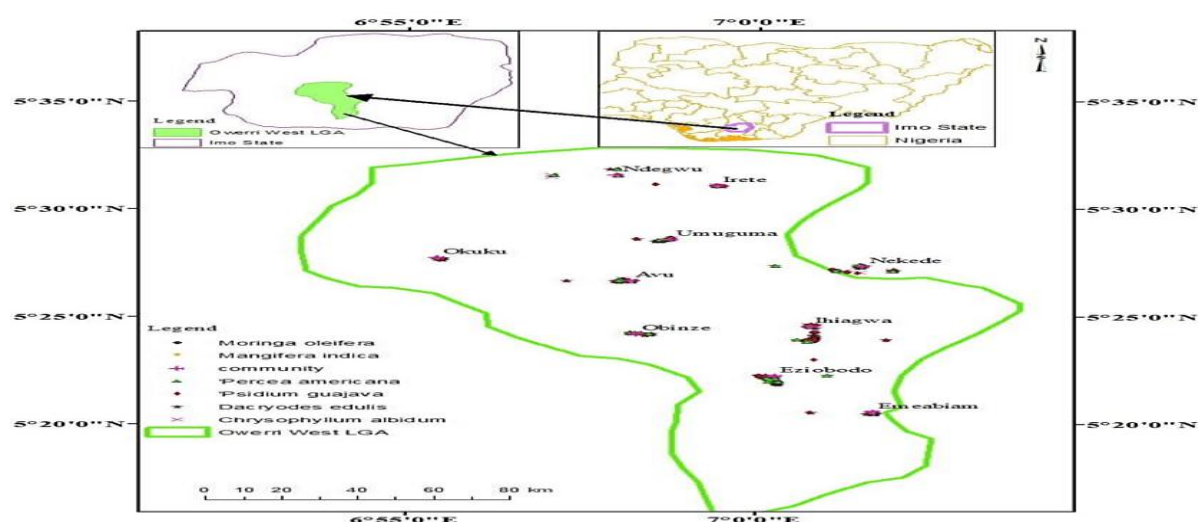 6°55'0"E 7°0'0"E
N
5°35'0"N 5°35'0"N
Legend
Owerri West LGA
Imo State
Legend
Imo State
Nigeria
Ndegwu
Irete
5°30'0"N 5°30'0"N
Umuguma
Okuku
Nekede
Avu
5°25'0"N 5°25'0"N
Ihiagwa
Obinze
Eziobodo
Emeabiam
5°20'0"N 5°20'0"N
Legend
Moringa oleifera
Mangifera indica
community
'Percea americana
'Psidium guajava
Dacryodes edulis
Chrysophyllum albidum
Owerri West LGA
0 20 40 60 80 km
6°55'0"E 7°0'0"E